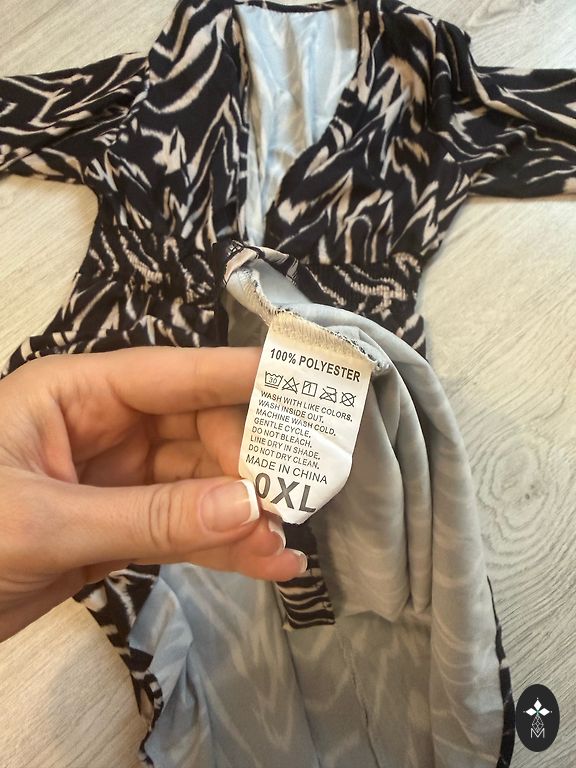 100% POLYESTER
30 1
WASH WITH LIKE COLORS.
WASH INSIDE OUT.
MACHINE WASH COLD.
GENTLE CYCLE.
DO NOT BLEACH.
LINE DRY IN SHADE.
DO NOT DRY CLEAN.
MADE IN CHINA
0XL
M